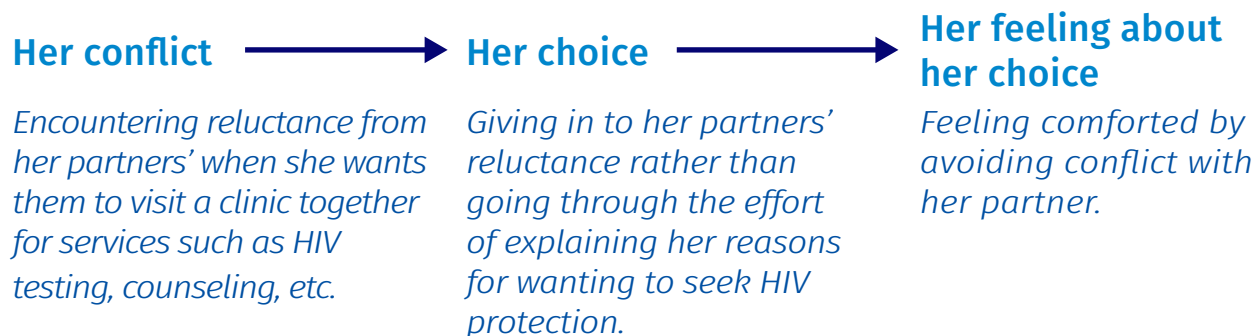 Her conflict
Encountering reluctance from
her partners’ when she wants
them to visit a clinic together
for services such as HIV
testing, counseling, etc.
Her choice
Giving in to her partners’
reluctance rather than
going through the effort
of explaining her reasons
for wanting to seek HIV
protection.
Her feeling about
her choice
Feeling comforted by
avoiding conflict with
her partner.